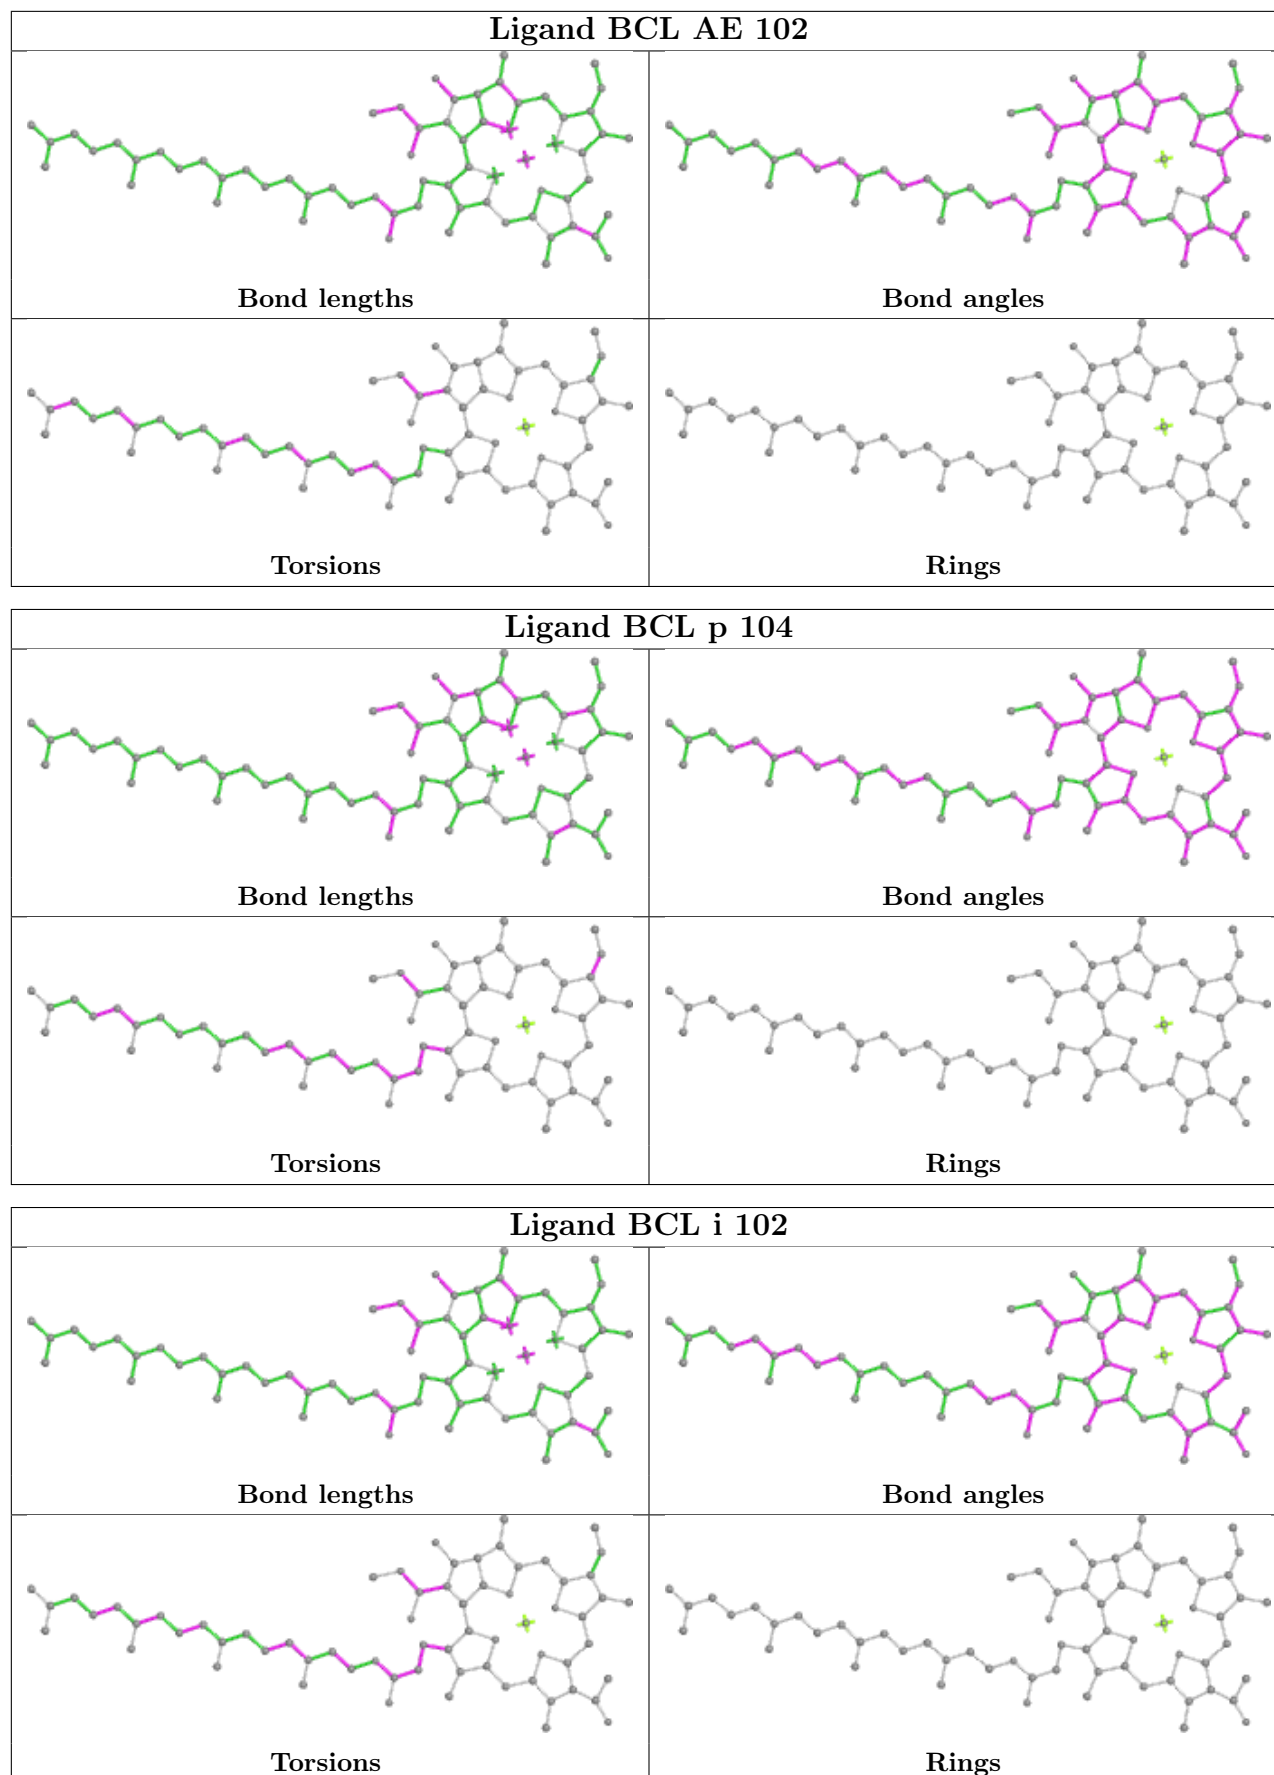 Ligand BCL AE 102
Bond lengths
Bond angles
Torsions
Rings
Ligand BCL p 104
Bond lengths
Bond angles
Torsions
Rings
Ligand BCL i 102
Bond lengths
Bond angles
Torsions
Rings